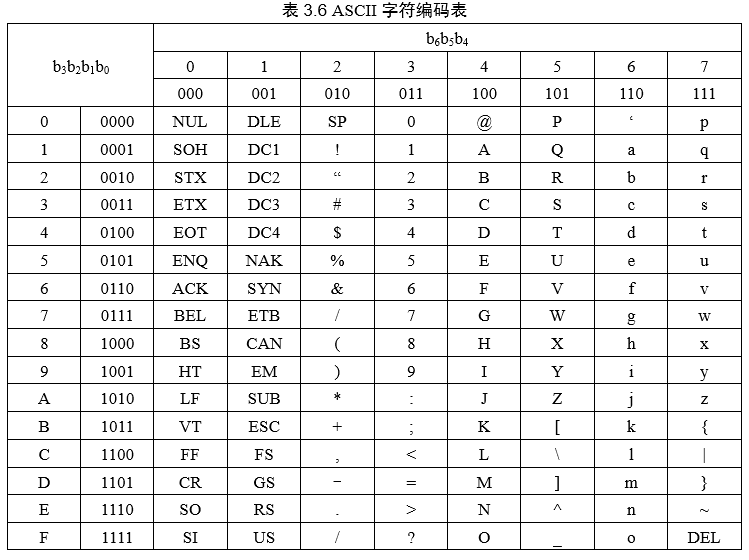 表 3.6 ASCII 字符编码表
b3b2b1b0 b6b5b4
0 1 2 3 4 5 6 7
000 001 010 011 100 101 110 111
0 0000 NUL DLE SP 0 @ P ‘ p
1 0001 SOH DC1 ! 1 A Q a q
2 0010 STX DC2 “ 2 B R b r
3 0011 ETX DC3 # 3 C S c s
4 0100 EOT DC4 $ 4 D T d t
5 0101 ENQ NAK % 5 E U e u
6 0110 ACK SYN & 6 F V f v
7 0111 BEL ETB / 7 G W g w
8 1000 BS CAN ( 8 H X h x
9 1001 HT EM ) 9 I Y i y
A 1010 LF SUB * : J Z j z
B 1011 VT ESC + ; K [ k {
C 1100 FF FS , < L \ l |
D 1101 CR GS - = M ] m }
E 1110 SO RS . > N ^ n ~
F 1111 SI US / ? O _ o DEL